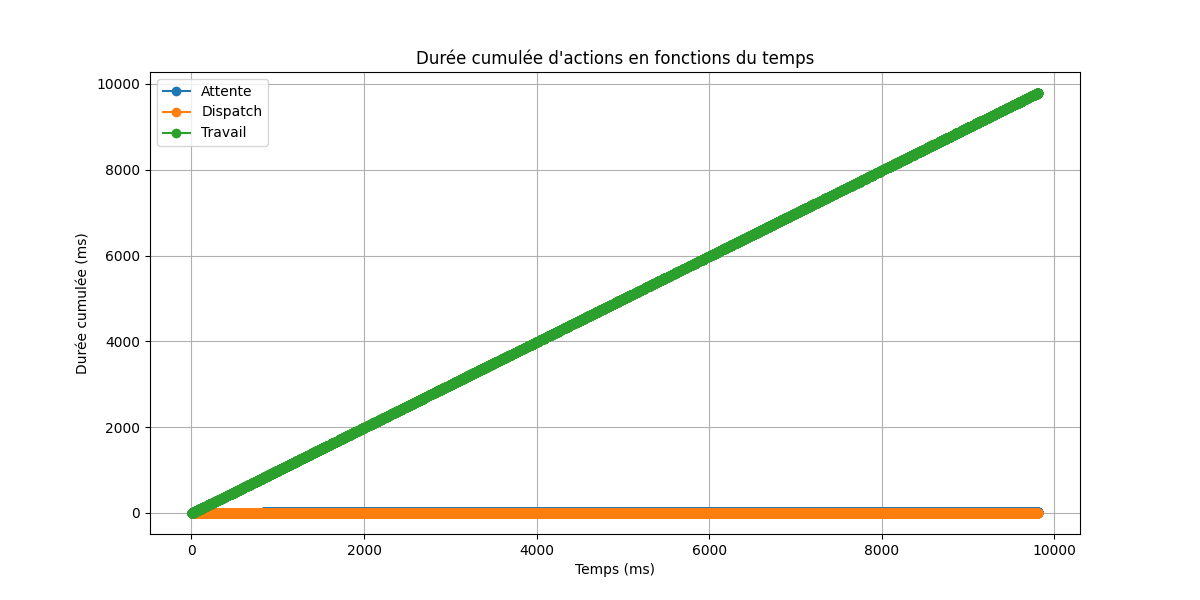 Durée cumulée d'actions en fonctions du temps
Durée cumulée (ms)
10000
8000
6000
4000
2000
0
Attente
Dispatch
Travail
0
2000
4000
6000
8000
10000
Temps (ms)